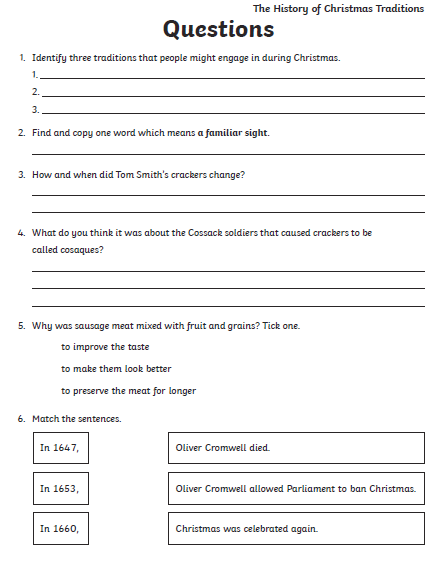 The History of Christmas Traditions
Questions
1. Identify three traditions that people might engage in during Christmas.
1.
2.
3.
2. Find and copy one word which means a familiar sight.
3. How and when did Tom Smith's crackers change?
4. What do you think it was about the Cossack soldiers that caused crackers to be
called cosaques?
5. Why was sausage meat mixed with fruit and grains? Tick one.
to improve the taste
to make them look better
to preserve the meat for longer
6. Match the sentences.
In 1647, Oliver Cromwell died.
In 1653, Oliver Cromwell allowed Parliament to ban Christmas.
In 1660, Christmas was celebrated again.